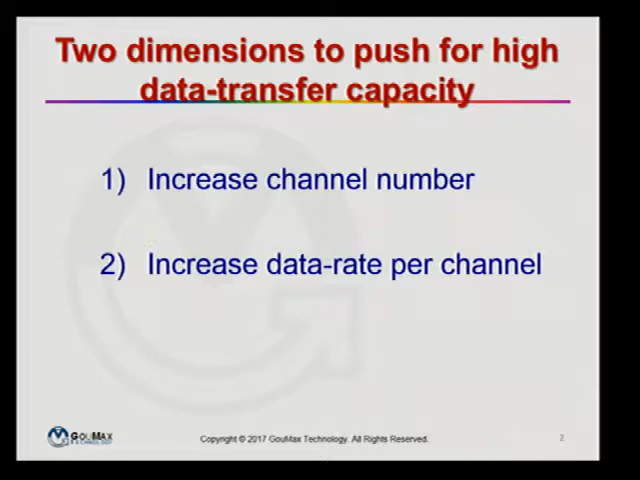 Two dimensions to push for high
data-transfer capacity
1) Increase channel number
2) Increase data-rate per channel
GOUMAX
TECHNOLOGY
Copyright © 2017 GouMax Technology. All Rights Reserved.
2